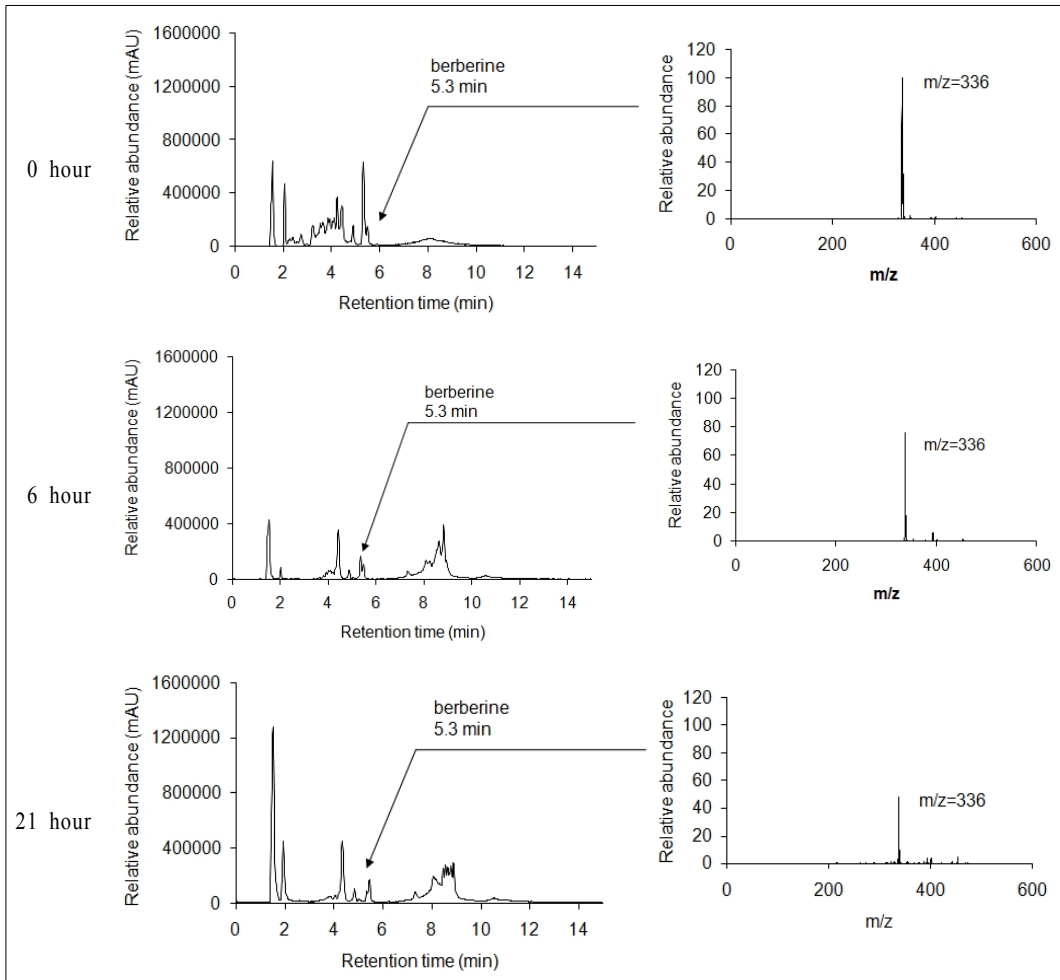 0 hour
Relative abundance (mAU)
1600000
1200000
800000
400000
0
0 2 4 6 8 10 12 14
Retention time (min)
berberine
5.3 min
Relative abundance
120
100
80
60
40
20
0
0 200 400 600
m/z
m/z=336
6 hour
Relative abundance (mAU)
1600000
1200000
800000
400000
0
0 2 4 6 8 10 12 14
Retention time (min)
berberine
5.3 min
Relative abundance
120
100
80
60
40
20
0
0 200 400 600
m/z
m/z=336
21 hour
Relative abundance (mAU)
1600000
1200000
800000
400000
0
0 2 4 6 8 10 12 14
Retention time (min)
berberine
5.3 min
Relative abundance
120
100
80
60
40
20
0
0 200 400 600
m/z
m/z=336